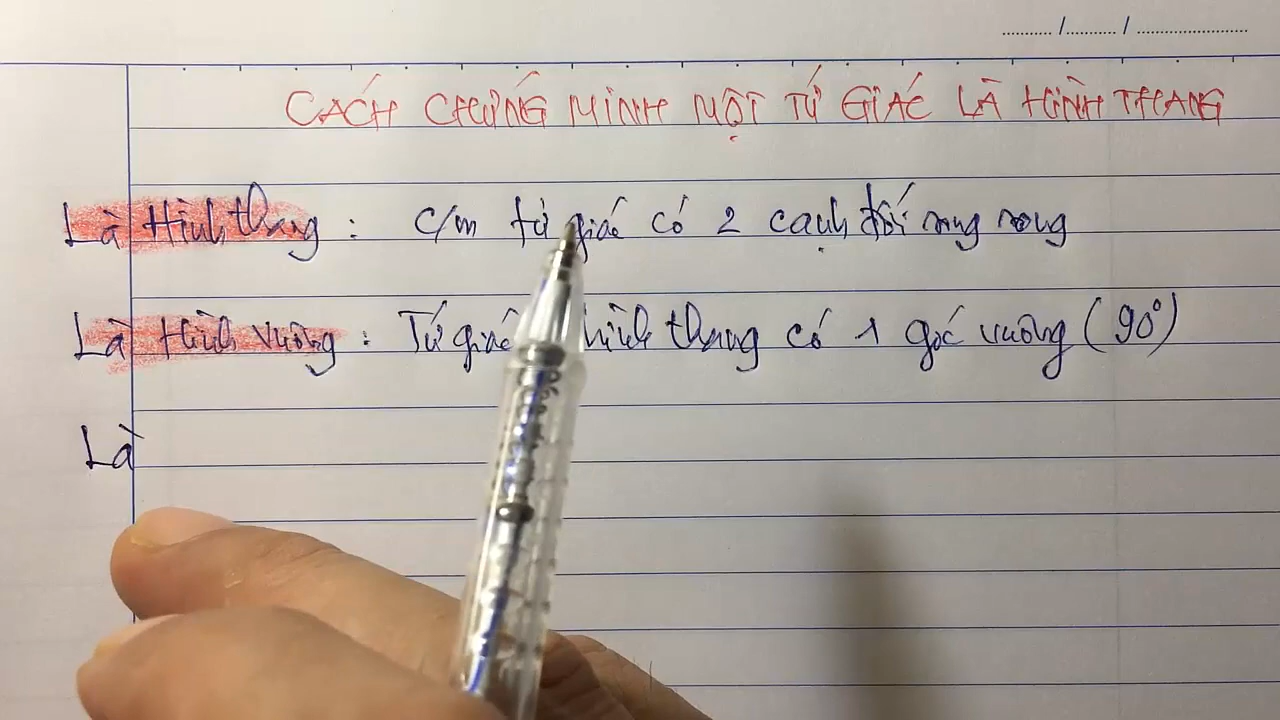 CÁCH CHỨNG MINH MỘT TỨ GIÁC LÀ HÌNH THANG
Là Hình thang : c/m tứ giác có 2 cạnh đối song song
Là Hình vuông : Tứ giác hình thang có 1 góc vuông (90°)
Là